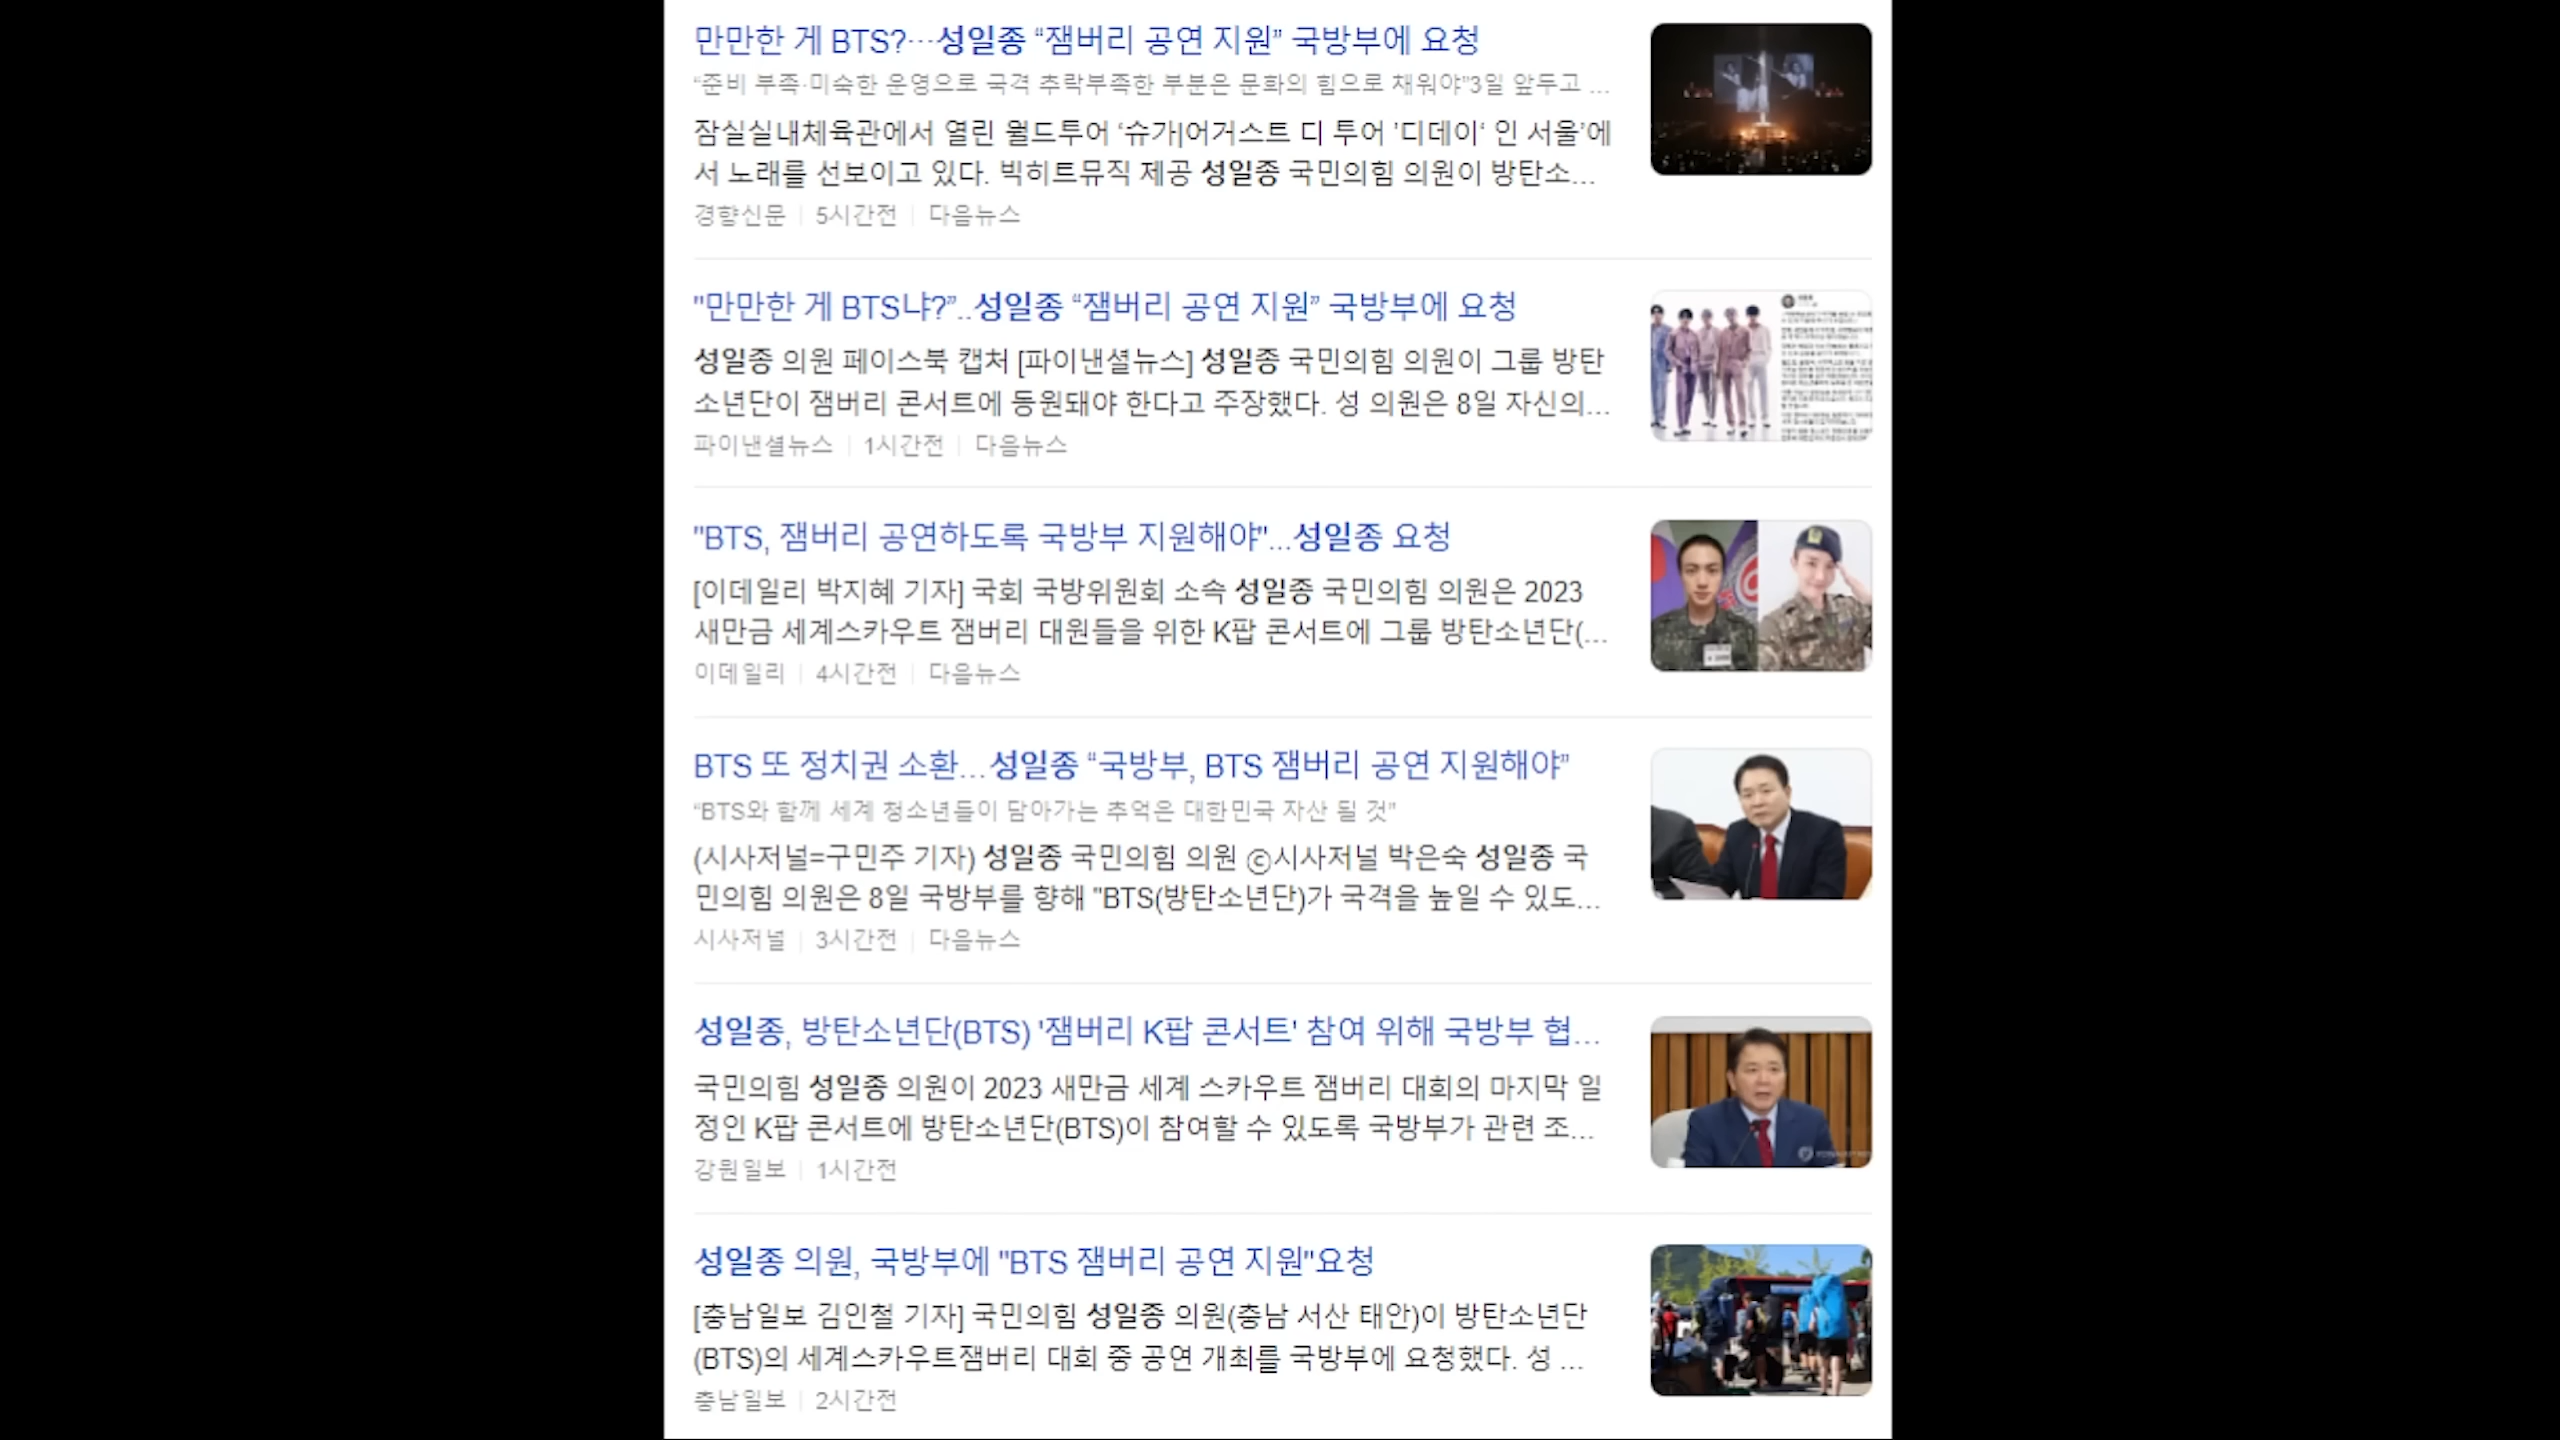 만만한 게 BTS?…성일종 “잼버리 공연 지원” 국방부에 요청
“준비 부족·미숙한 운영으로 국격 추락부족한 부분은 문화의 힘으로 채워야”3일 앞두고 ...
잠실실내체육관에서 열린 월드투어 ‘슈가|어거스트 디 투어 ’디데이‘ 인 서울’에
서 노래를 선보이고 있다. 빅히트뮤직 제공 성일종 국민의힘 의원이 방탄소...
경향신문 | 5시간전 | 다음뉴스
"만만한 게 BTS냐?”..성일종 “잼버리 공연 지원” 국방부에 요청
성일종 의원 페이스북 캡처 [파이낸셜뉴스] 성일종 국민의힘 의원이 그룹 방탄
소년단이 잼버리 콘서트에 동원돼야 한다고 주장했다. 성 의원은 8일 자신의...
파이낸셜뉴스 | 1시간전 | 다음뉴스
"BTS, 잼버리 공연하도록 국방부 지원해야"...성일종 요청
[이데일리 박지혜 기자] 국회 국방위원회 소속 성일종 국민의힘 의원은 2023
새만금 세계스카우트 잼버리 대원들을 위한 K팝 콘서트에 그룹 방탄소년단(...
이데일리 | 4시간전 | 다음뉴스
BTS 또 정치권 소환…성일종 “국방부, BTS 잼버리 공연 지원해야”
“BTS와 함께 세계 청소년들이 담아가는 추억은 대한민국 자산 될 것”
(시사저널=구민주 기자) 성일종 국민의힘 의원 ⓒ시사저널 박은숙 성일종 국
민의힘 의원은 8일 국방부를 향해 "BTS(방탄소년단)가 국격을 높일 수 있도...
시사저널 | 3시간전 | 다음뉴스
성일종, 방탄소년단(BTS) '잼버리 K팝 콘서트' 참여 위해 국방부 협...
국민의힘 성일종 의원이 2023 새만금 세계 스카우트 잼버리 대회의 마지막 일
정인 K팝 콘서트에 방탄소년단(BTS)이 참여할 수 있도록 국방부가 관련 조...
강원일보 | 1시간전
성일종 의원, 국방부에 "BTS 잼버리 공연 지원"요청
[충남일보 김인철 기자] 국민의힘 성일종 의원(충남 서산 태안)이 방탄소년단
(BTS)의 세계스카우트잼버리 대회 중 공연 개최를 국방부에 요청했다. 성 ...
충남일보 | 2시간전